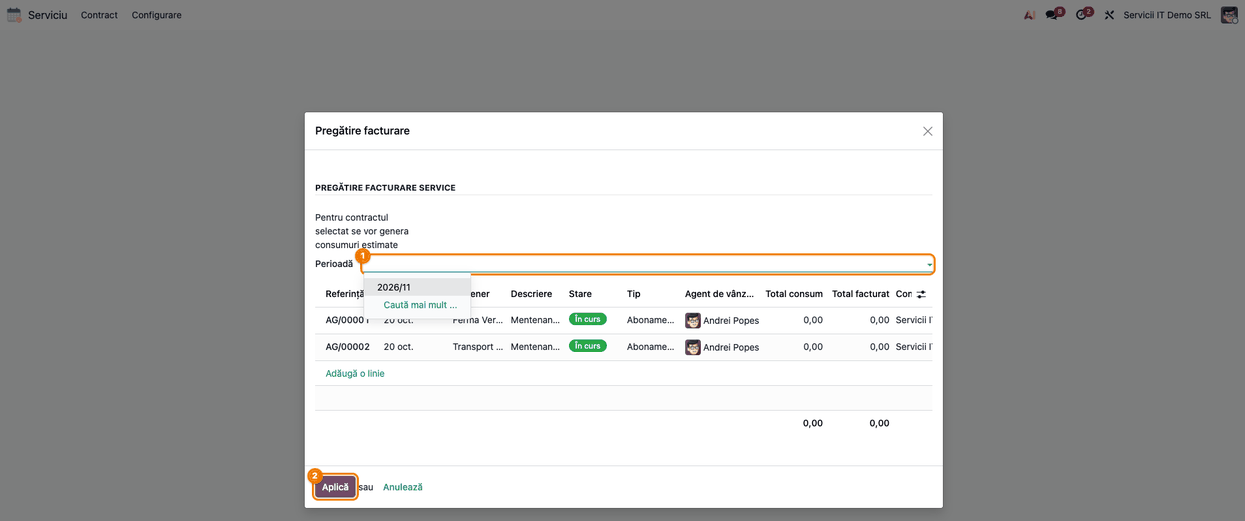 Serviciu Contract Configurare 8 2 Servicii IT Demo SRL
Pregătire facturare
PREGĂTIRE FACTURARE SERVICE
Pentru contractul
selectat se vor genera
consumuri estimate
1
Perioadă
2026/11
Caută mai mult ...
Referință ener Descriere Stare Tip Agent de vânz... Total consum Total facturat Con
AG/00001 20 oct. Ferma Ver... Mentenan... În curs Aboname... Andrei Popes 0,00 0,00 Servicii I
AG/00002 20 oct. Transport ... Mentenan... În curs Aboname... Andrei Popes 0,00 0,00 Servicii I
Adăugă o linie
0,00 0,00
2
Aplică sau Anulează